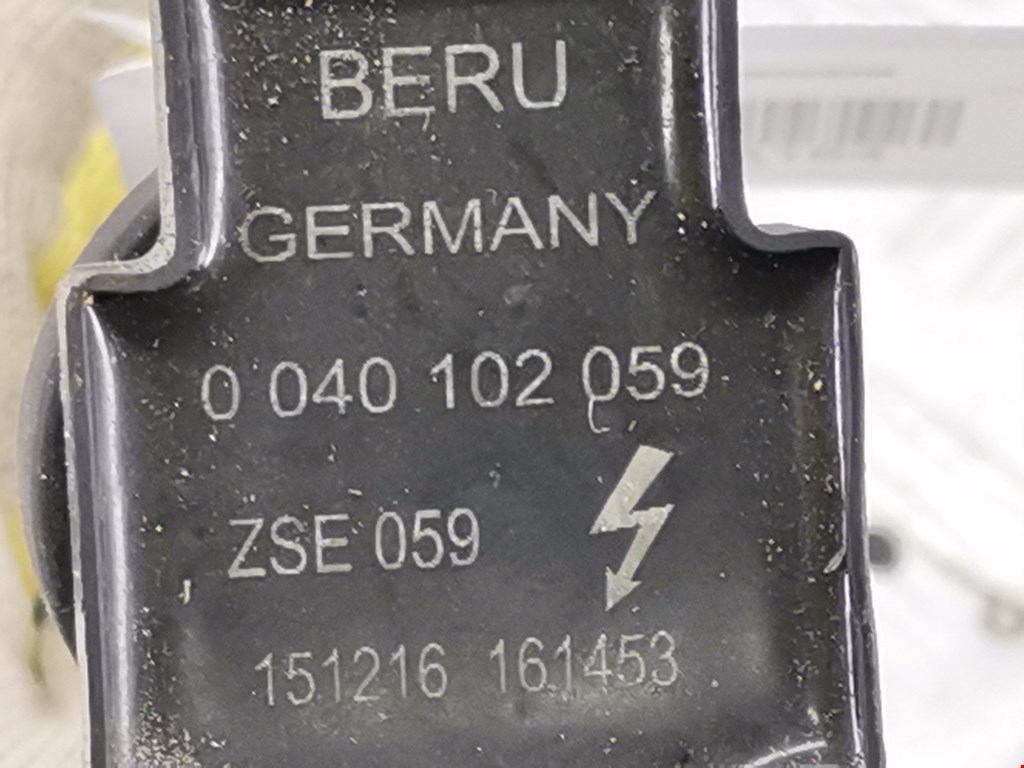 BERU
GERMANY
0 040 102 059
ZSE 059
151216 161453